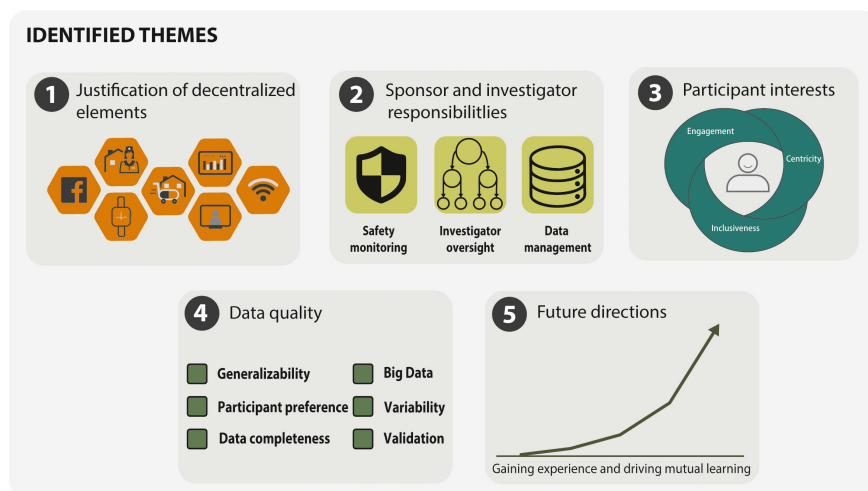 IDENTIFIED THEMES
1 Justification of decentralized
elements
2 Sponsor and investigator
responsibilitlies
Safety
monitoring
Investigator
oversight
Data
management
3 Participant interests
Engagement
Centricity
Inclusiveness
4 Data quality
Generalizability
Big Data
Participant preference
Variability
Data completeness
Validation
5 Future directions
Gaining experience and driving mutual learning